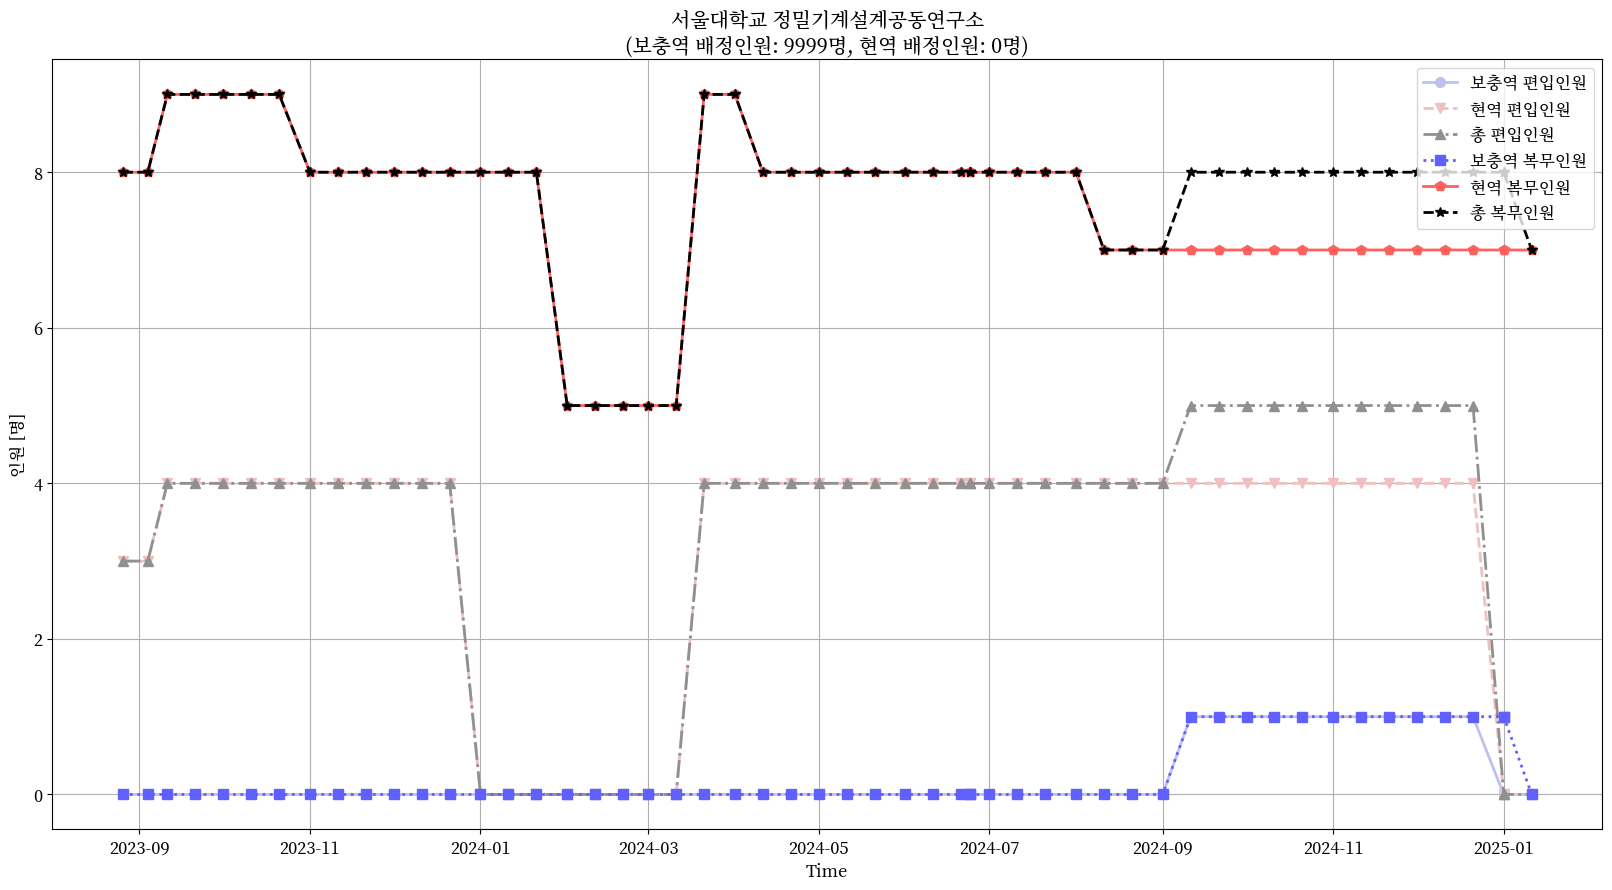 서울대학교 정밀기계설계공동연구소
(보충역 배정인원: 9999명, 현역 배정인원: 0명)
보충역 편입인원
현역 편입인원
총 편입인원
보충역 복무인원
현역 복무인원
총 복무인원
인원 [명]
8
6
4
2
0
2023-09
2023-11
2024-01
2024-03
2024-05
2024-07
2024-09
2024-11
2025-01
Time